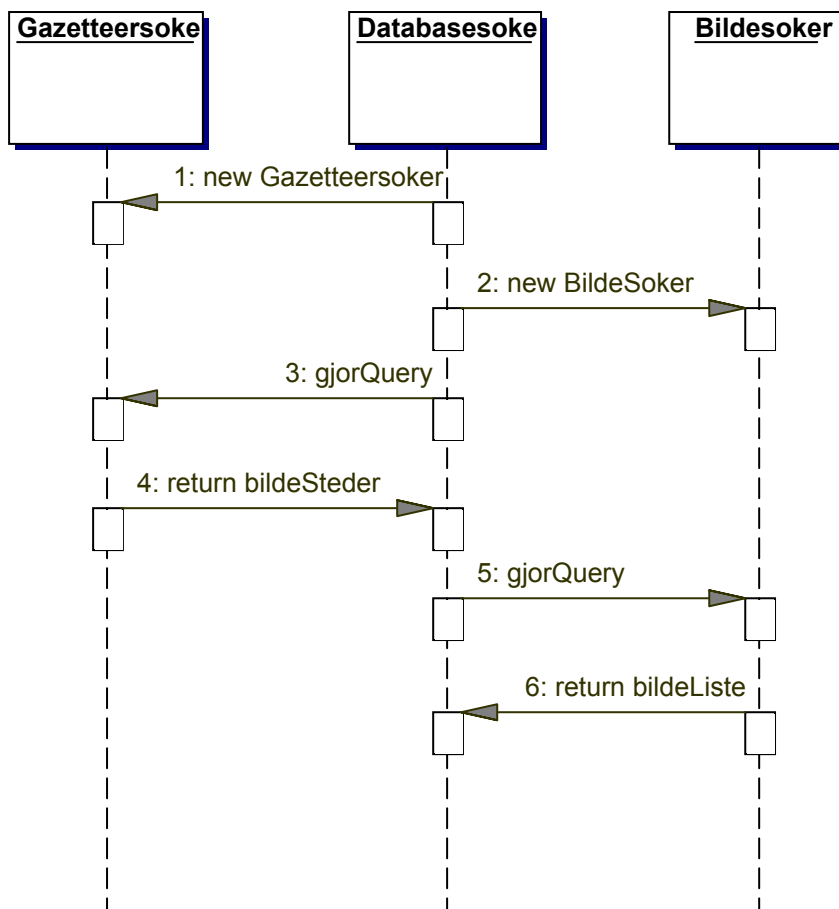 Gazetteersoke
Databasesoke
Bildesoker
1: new Gazetteersoker
2: new BildeSoker
3: gjorQuery
4: return bildeSteder
5: gjorQuery
6: return bildeListe